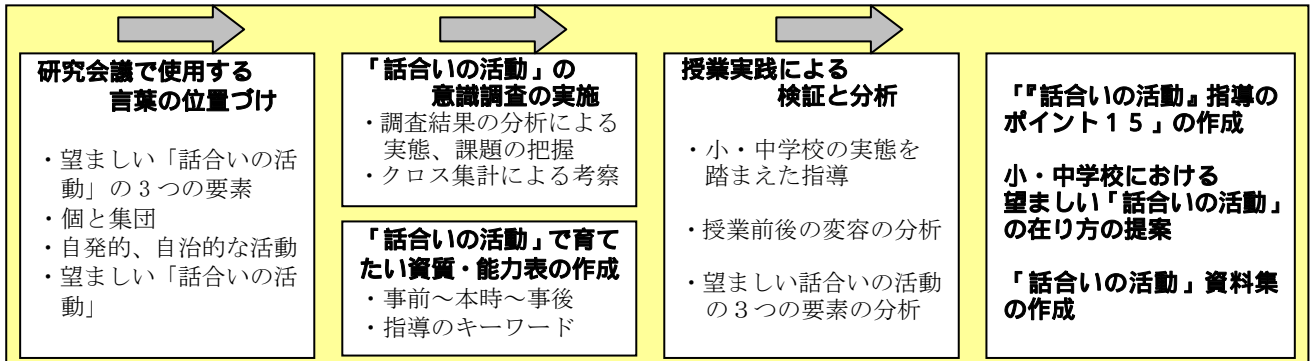 研究会議で使用する
言葉の位置づけ
・望ましい「話合いの活
動」の3つの要素
・個と集団
・自発的、自治的な活動
・望ましい「話合いの活
動」
「話合いの活動」の
意識調査の実施
・調査結果の分析による
実態、課題の把握
・クロス集計による考察
「話合いの活動」で育て
たい資質・能力表の作成
・事前～本時～事後
・指導のキーワード
授業実践による
検証と分析
・小・中学校の実態を
踏まえた指導
・授業前後の変容の分析
・望ましい話合いの活動
の3つの要素の分析
「『話合いの活動』指導の
ポイント15」の作成
小・中学校における
望ましい「話合いの活動」
の在り方の提案
「話合いの活動」資料集
の作成